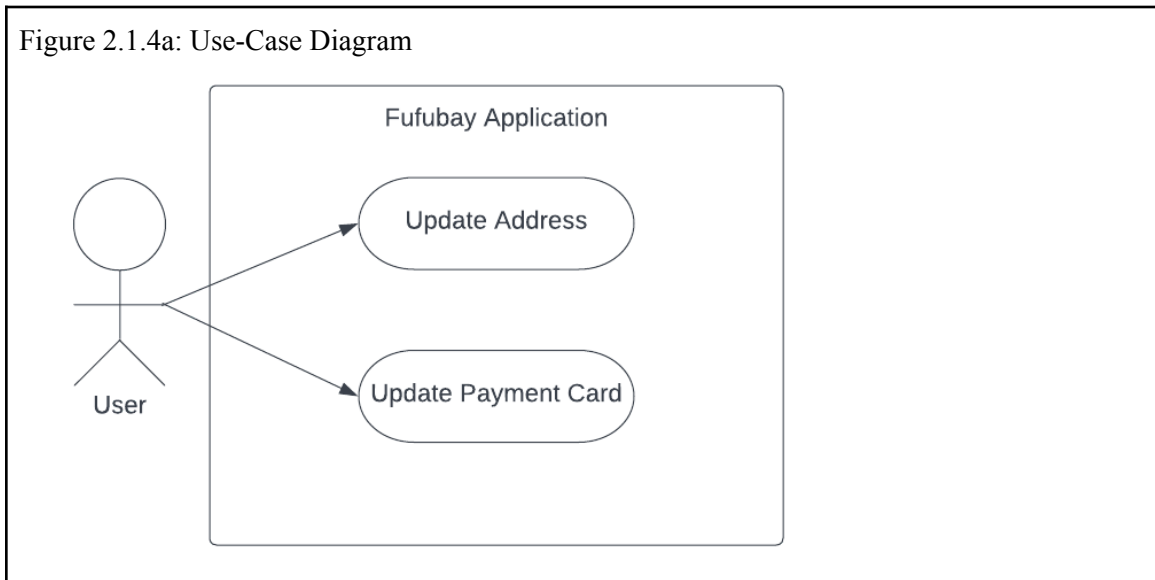 Figure 2.1.4a: Use-Case Diagram
Fufubay Application
Update Address
Update Payment Card
User